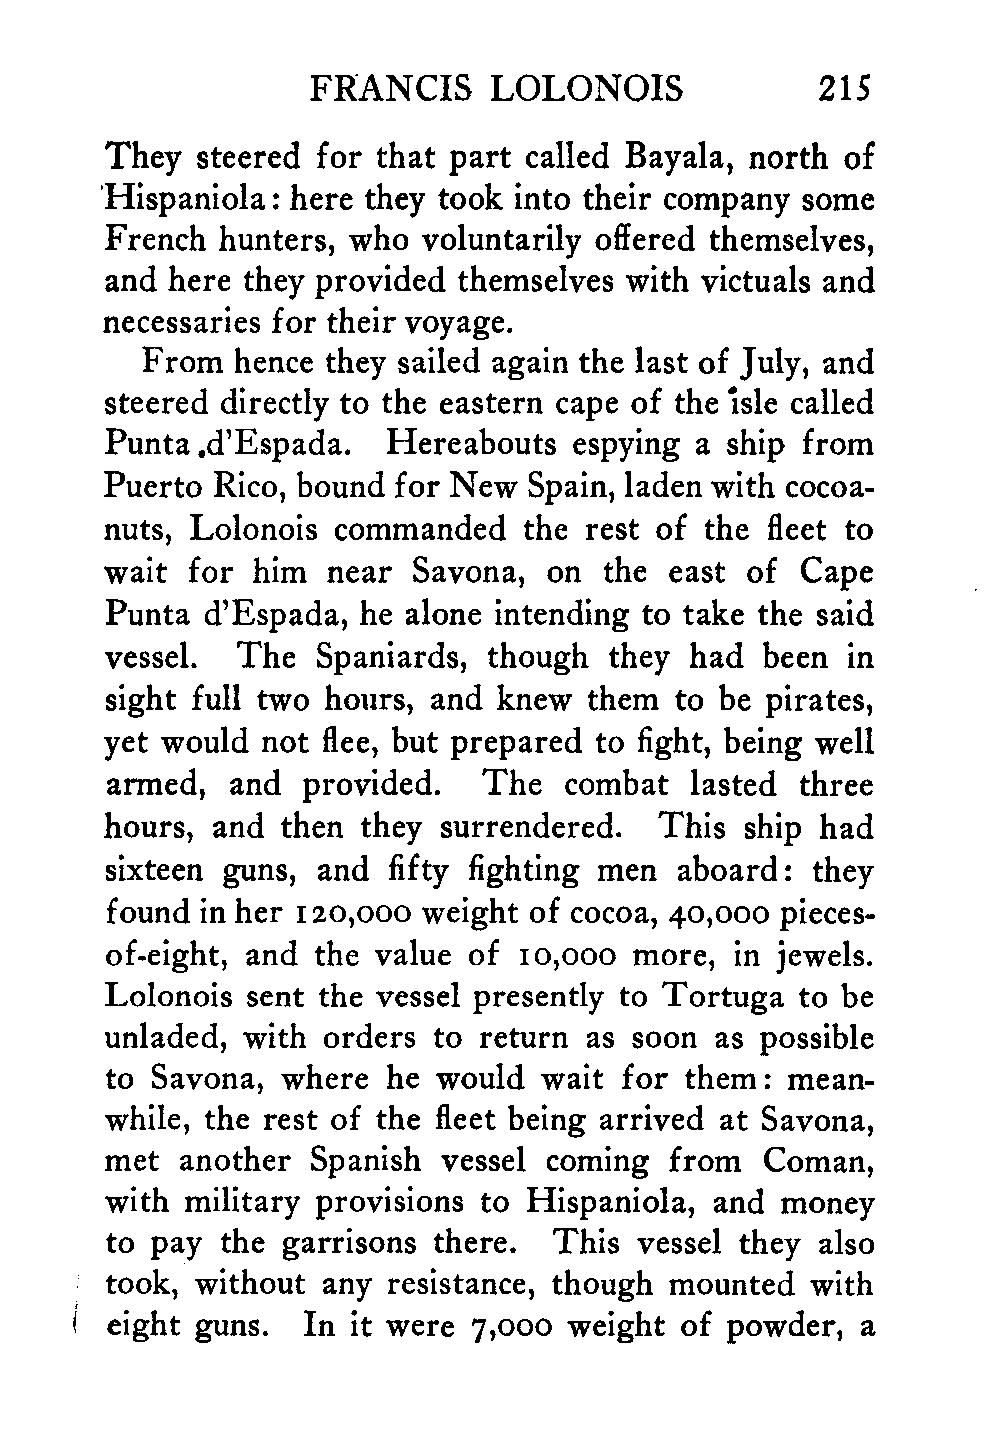 FRANCIS LOLONOIS 215
They steered for that part called Bayala, north of
Hispaniola: here they took into their company some
French hunters, who voluntarily offered themselves,
and here they provided themselves with victuals and
necessaries for their voyage.
From hence they sailed again the last of July, and
steered directly to the eastern cape of the isle called
Punta d'Espada. Hereabouts espying a ship from
Puerto Rico, bound for New Spain, laden with cocoa-
nuts, Lolonois commanded the rest of the fleet to
wait for him near Savona, on the east of Cape
Punta d'Espada, he alone intending to take the said
vessel. The Spaniards, though they had been in
sight full two hours, and knew them to be pirates,
yet would not flee, but prepared to fight, being well
armed, and provided. The combat lasted three
hours, and then they surrendered. This ship had
sixteen guns, and fifty fighting men aboard: they
found in her 120,000 weight of cocoa, 40,000 pieces-
of-eight, and the value of 10,000 more, in jewels.
Lolonois sent the vessel presently to Tortuga to be
unladed, with orders to return as soon as possible
to Savona, where he would wait for them: mean-
while, the rest of the fleet being arrived at Savona,
met another Spanish vessel coming from Coman,
with military provisions to Hispaniola, and money
to pay the garrisons there. This vessel they also
took, without any resistance, though mounted with
eight guns. In it were 7,000 weight of powder, a